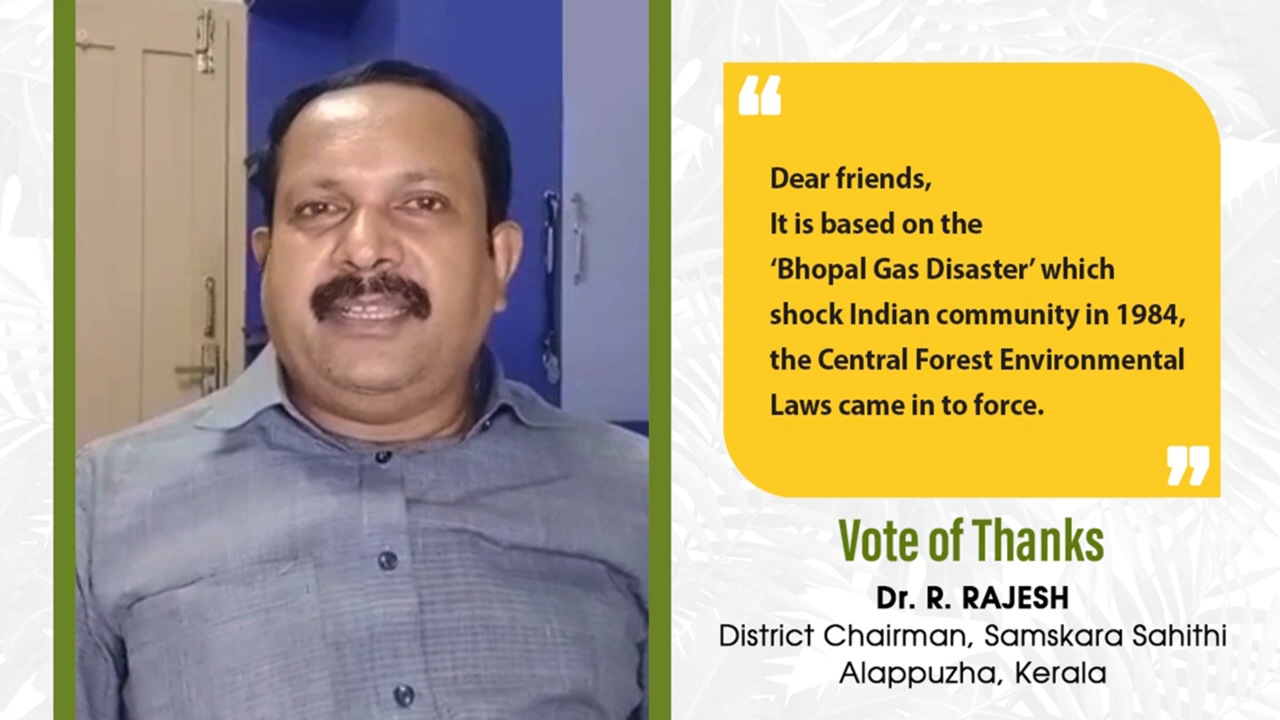 “
Dear friends,
It is based on the
‘Bhopal Gas Disaster’ which
shock Indian community in 1984,
the Central Forest Environmental
Laws came in to force.
”
Vote of Thanks
Dr. R. RAJESH
District Chairman, Samskara Sahithi
Alappuzha, Kerala